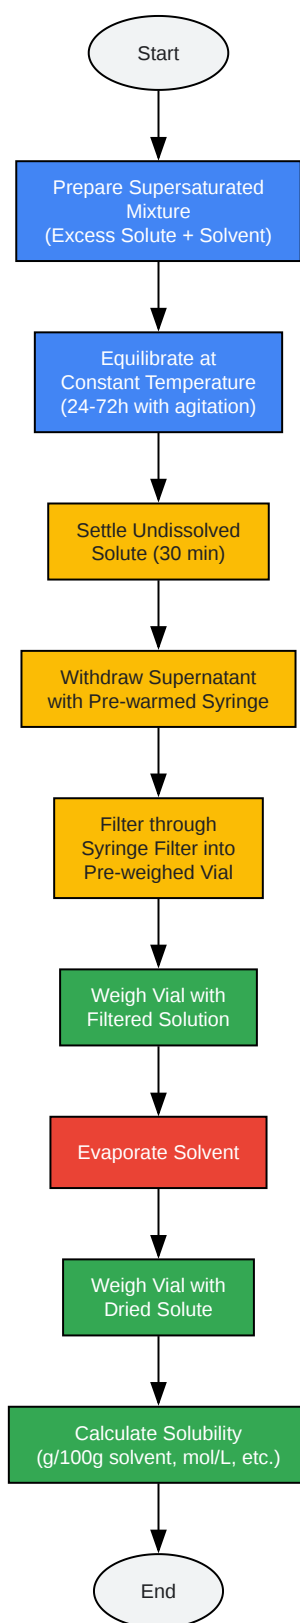 Start
Prepare Supersaturated
Mixture
(Excess Solute + Solvent)
Equilibrate at
Constant Temperature
(24-72h with agitation)
Settle Undissolved
Solute (30 min)
Withdraw Supernatant
with Pre-warmed Syringe
Filter through
Syringe Filter into
Pre-weighed Vial
Weigh Vial with
Filtered Solution
Evaporate Solvent
Weigh Vial with
Dried Solute
Calculate Solubility
(g/100g solvent, mol/L, etc.)
End